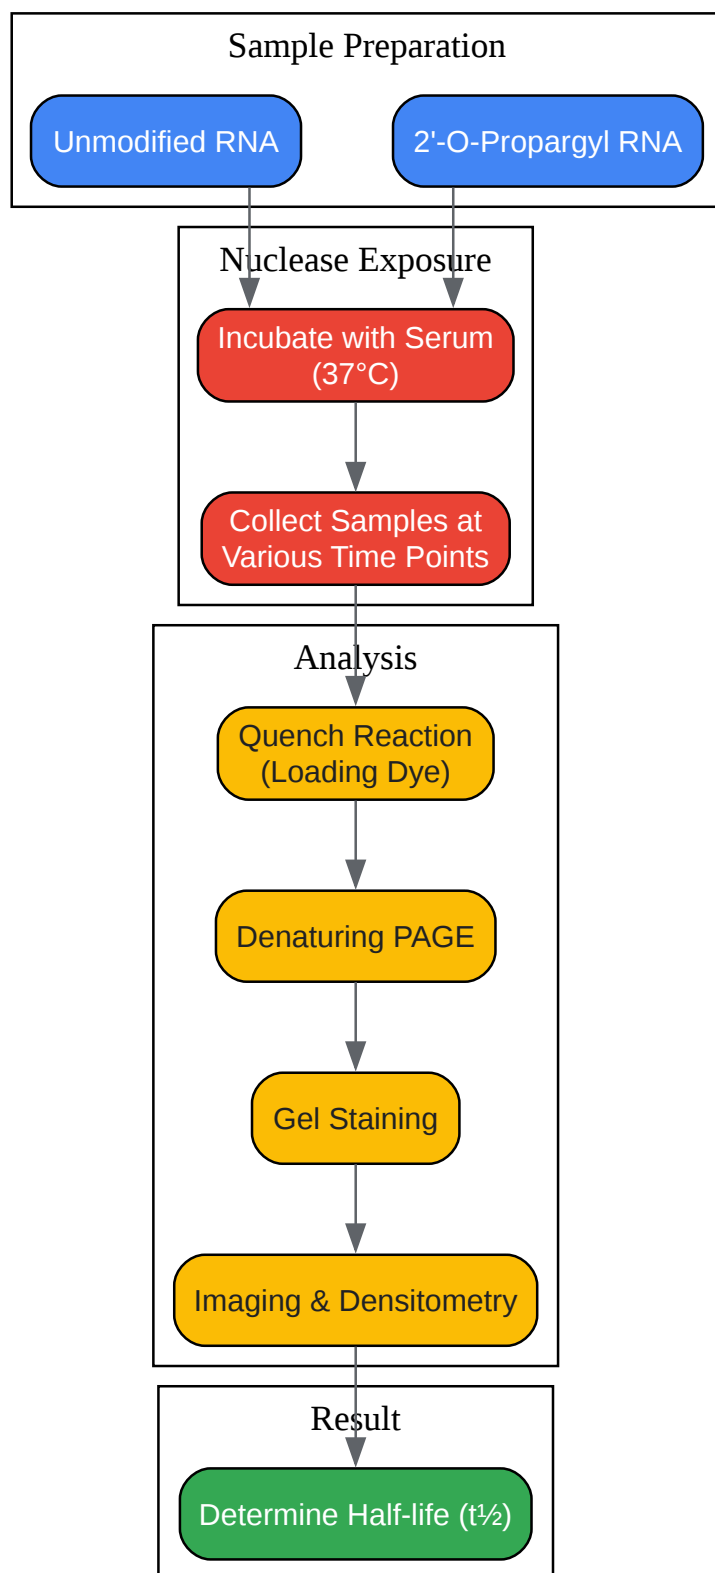 Sample Preparation
Unmodified RNA
2'-O-Propargyl RNA
Nuclease Exposure
Incubate with Serum
(37°C)
Collect Samples at
Various Time Points
Analysis
Quench Reaction
(Loading Dye)
Denaturing PAGE
Gel Staining
Imaging & Densitometry
Result
Determine Half-life (t½)